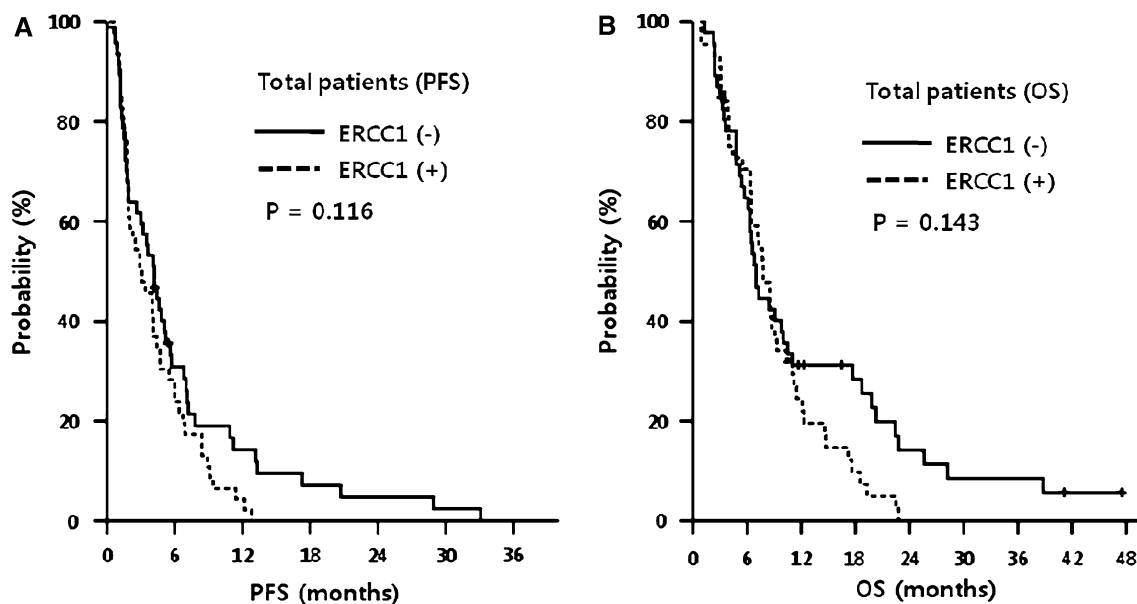 A
Total patients (PFS)
ERCC1 (-)
ERCC1 (+)
P = 0.116
Probability (%)
100
80
60
40
20
0
0 6 12 18 24 30 36
PFS (months)
B
Total patients (OS)
ERCC1 (-)
ERCC1 (+)
P = 0.143
Probability (%)
100
80
60
40
20
0
0 6 12 18 24 30 36 42 48
OS (months)